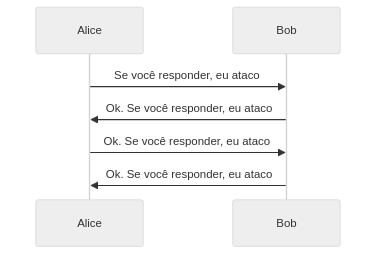 Alice
Bob
Se você responder, eu ataco
Ok. Se você responder, eu ataco
Ok. Se você responder, eu ataco
Ok. Se você responder, eu ataco
Alice
Bob